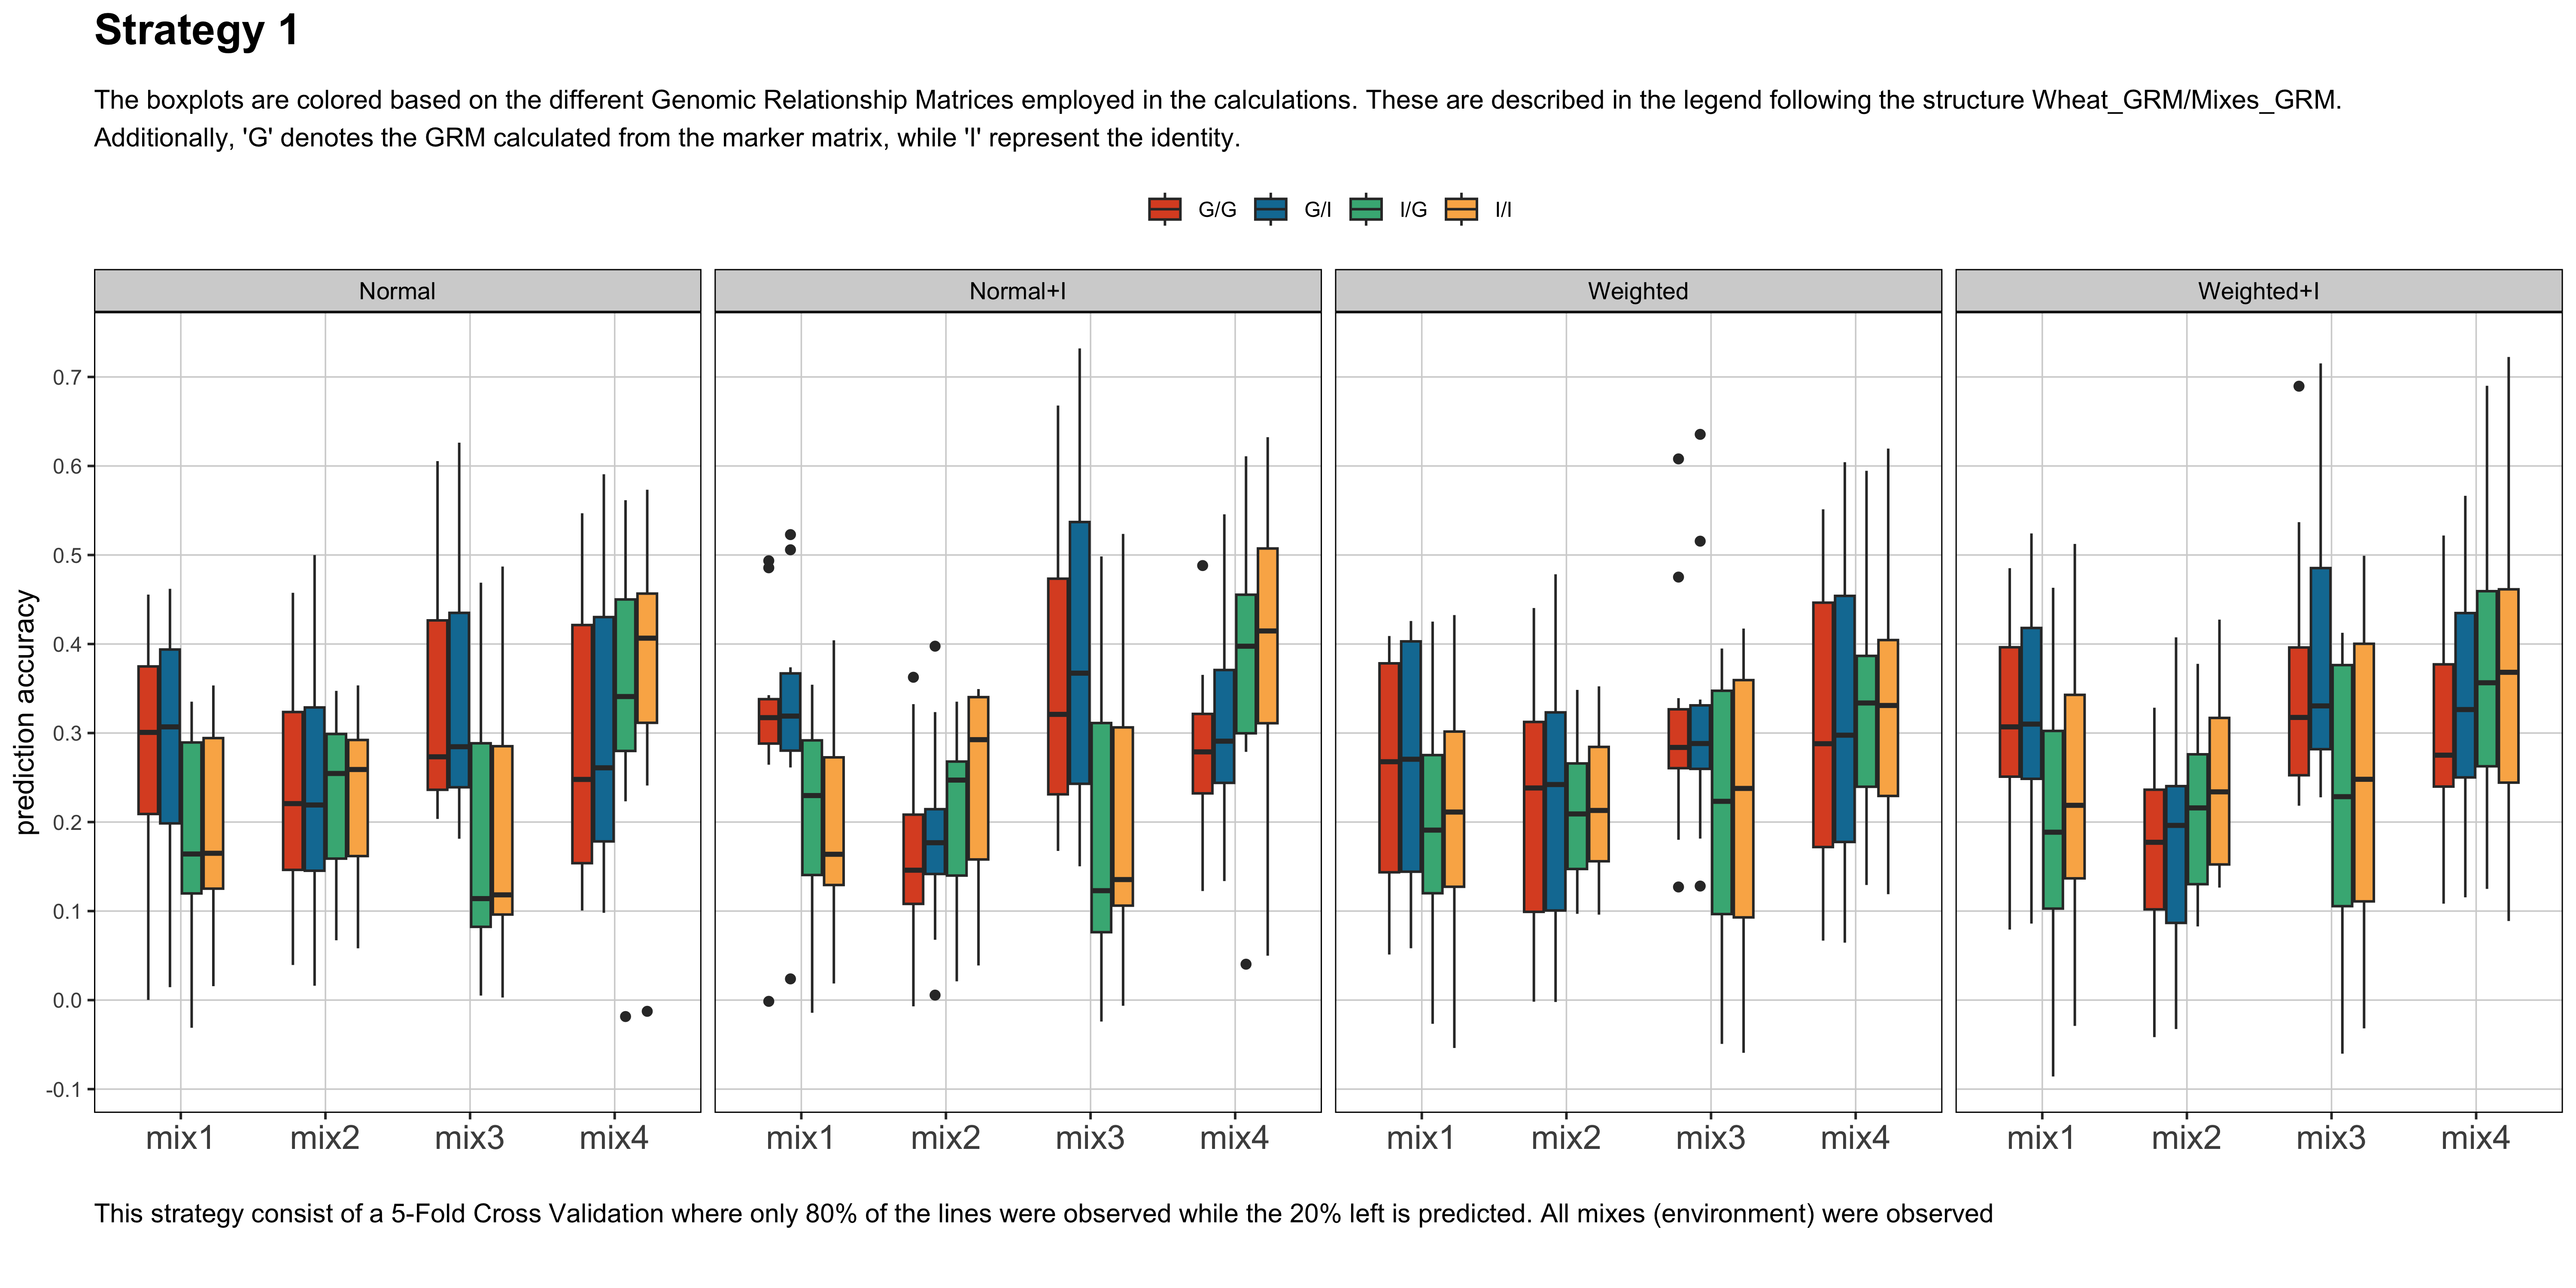 Strategy 1
The boxplots are colored based on the different Genomic Relationship Matrices employed in the calculations. These are described in the legend following the structure Wheat_GRM/Mixes_GRM.
Additionally, 'G' denotes the GRM calculated from the marker matrix, while 'I' represent the identity.
G/G G/I I/G I/I
Normal Normal+I Weighted Weighted+I
prediction accuracy
0.7
0.6
0.5
0.4
0.3
0.2
0.1
0.0
-0.1
mix1 mix2 mix3 mix4 mix1 mix2 mix3 mix4 mix1 mix2 mix3 mix4 mix1 mix2 mix3 mix4
This strategy consist of a 5-Fold Cross Validation where only 80% of the lines were observed while the 20% left is predicted. All mixes (environment) were observed